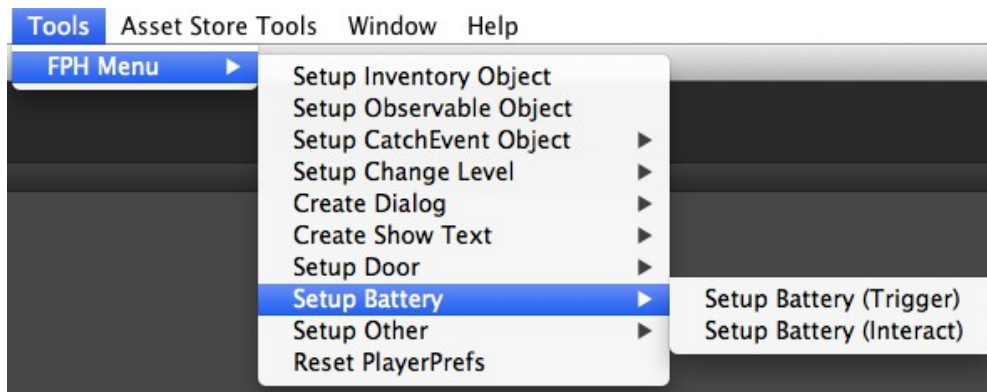 Tools Asset Store Tools Window Help
FPH Menu
Setup Inventory Object
Setup Observable Object
Setup CatchEvent Object
Setup Change Level
Create Dialog
Create Show Text
Setup Door
Setup Battery
Setup Other
Reset PlayerPrefs
Setup Battery (Trigger)
Setup Battery (Interact)